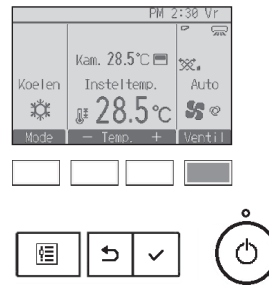 PM 2:30 Vr
Kam. 28.5°C
Koelen Insteltemp. Auto
28.5°C
Mode − Temp. + Ventil